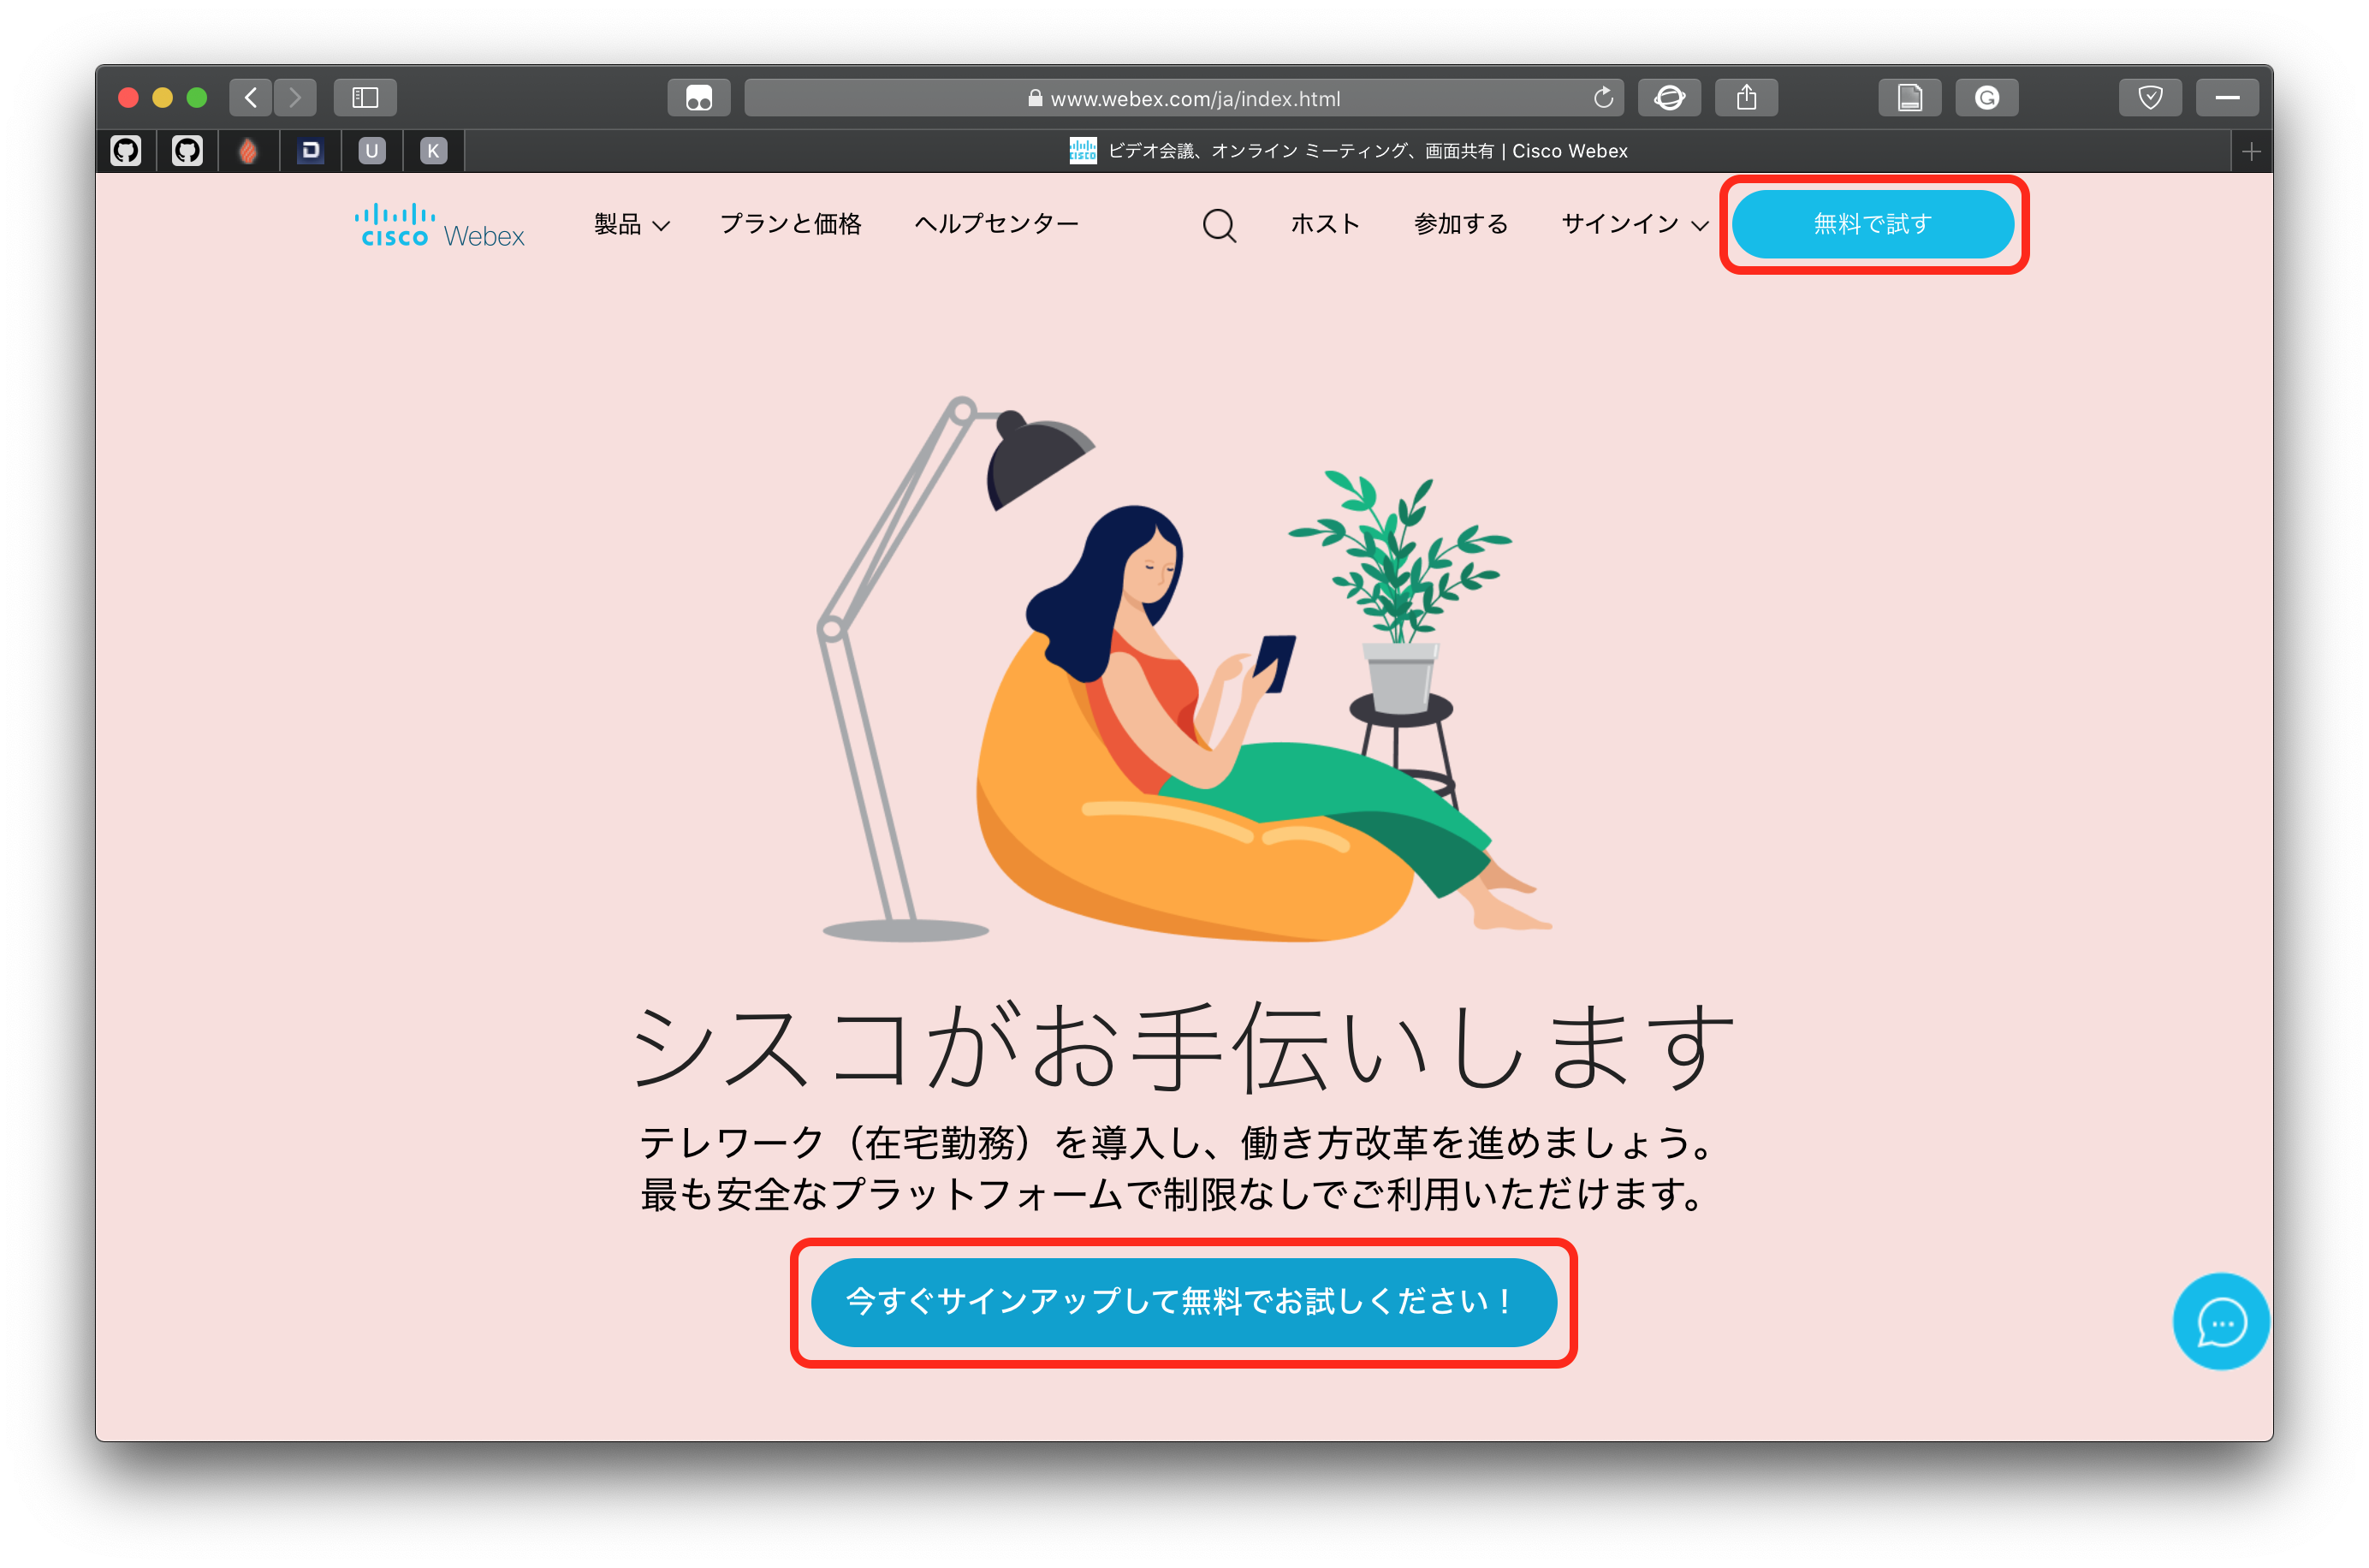 www.webex.com/ja/index.html
U
K
ビデオ会議、オンライン ミーティング、画面共有 | Cisco Webex
CISCO Webex
製品
プランと価格
ヘルプセンター
ホスト
参加する
サインイン
無料で試す
シスコがお手伝いします
テレワーク（在宅勤務）を導入し、働き方改革を進めましょう。
最も安全なプラットフォームで制限なしでご利用いただけます。
今すぐサインアップして無料でお試しください！